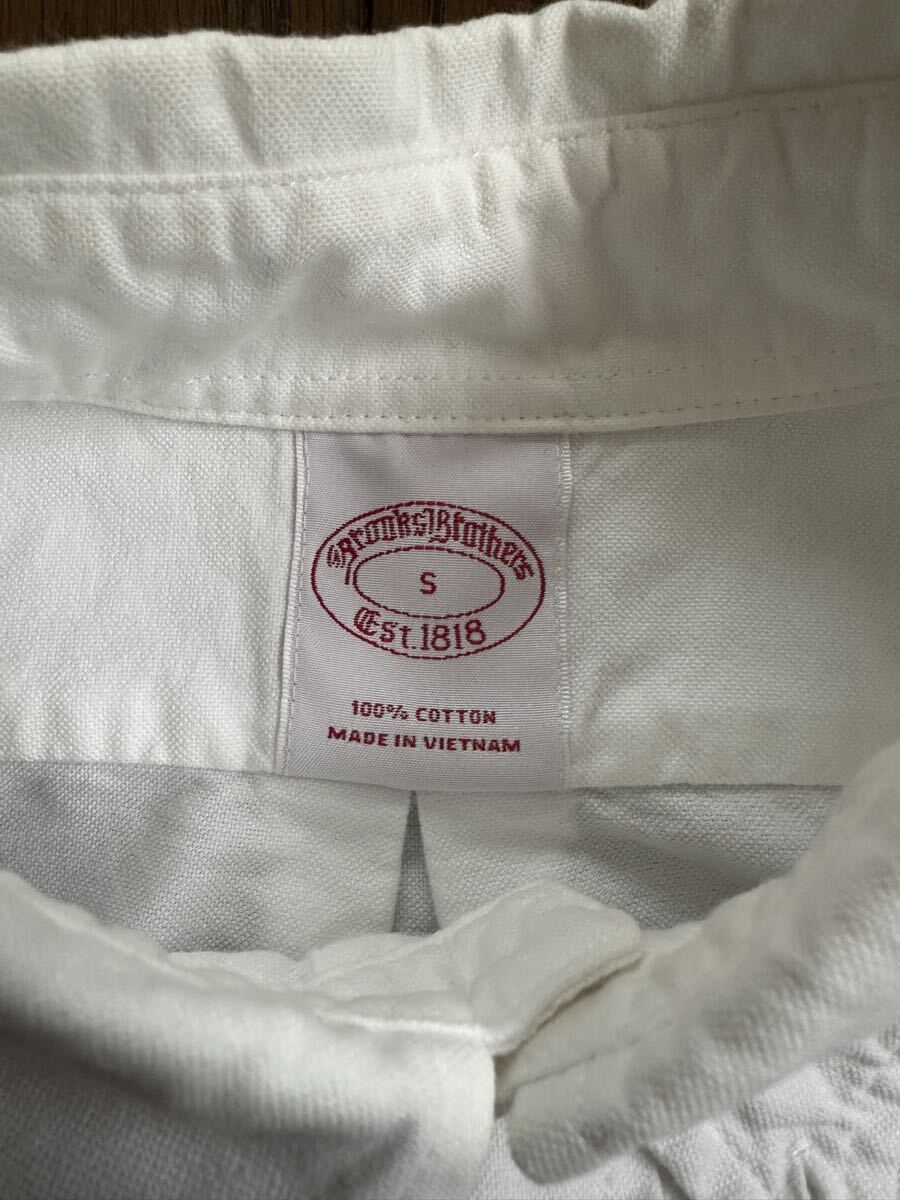 Brooks Brothers
S
Est. 1818
100% COTTON
MADE IN VIETNAM